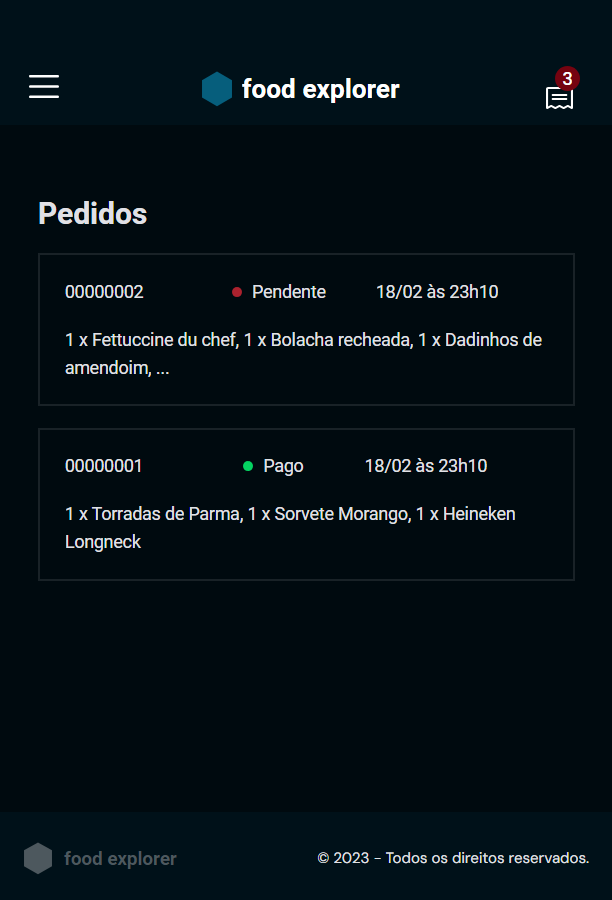 food explorer
3
Pedidos
00000002 Pendente 18/02 às 23h10
1 x Fettuccine du chef, 1 x Bolacha recheada, 1 x Dadinhos de
amendoim, ...
00000001 Pago 18/02 às 23h10
1 x Torradas de Parma, 1 x Sorvete Morango, 1 x Heineken
Longneck
food explorer
© 2023 - Todos os direitos reservados.